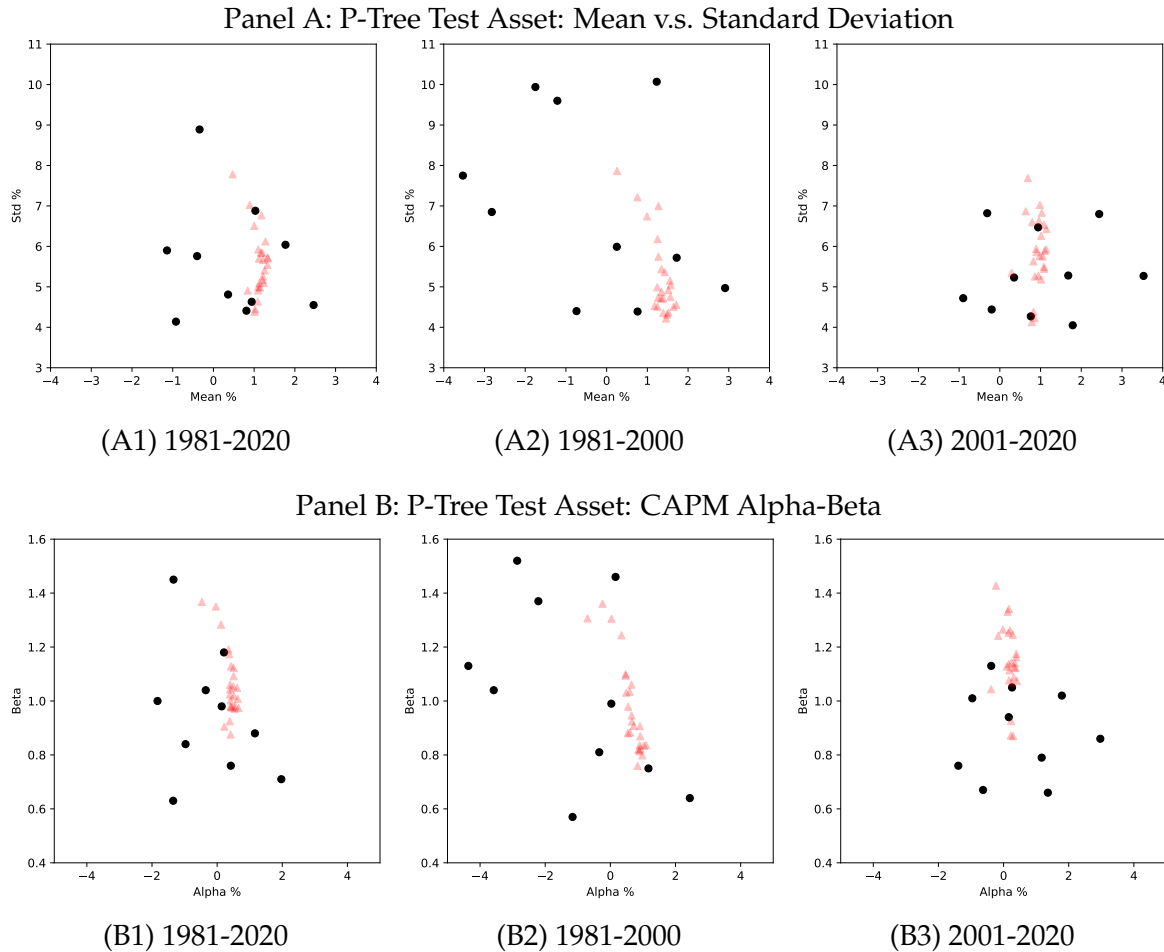 Panel A: P-Tree Test Asset: Mean v.s. Standard Deviation
11
10
9
8
7
6
5
4
3
Std %
−4 −3 −2 −1 0 1 2 3 4
Mean %
(A1) 1981-2020
11
10
9
8
7
6
5
4
3
Std %
−4 −3 −2 −1 0 1 2 3 4
Mean %
(A2) 1981-2000
11
10
9
8
7
6
5
4
3
Std %
−4 −3 −2 −1 0 1 2 3 4
Mean %
(A3) 2001-2020
Panel B: P-Tree Test Asset: CAPM Alpha-Beta
1.6
1.4
1.2
1.0
0.8
0.6
0.4
Beta
−4 −2 0 2 4
Alpha %
(B1) 1981-2020
1.6
1.4
1.2
1.0
0.8
0.6
0.4
Beta
−4 −2 0 2 4
Alpha %
(B2) 1981-2000
1.6
1.4
1.2
1.0
0.8
0.6
0.4
Beta
−4 −2 0 2 4
Alpha %
(B3) 2001-2020